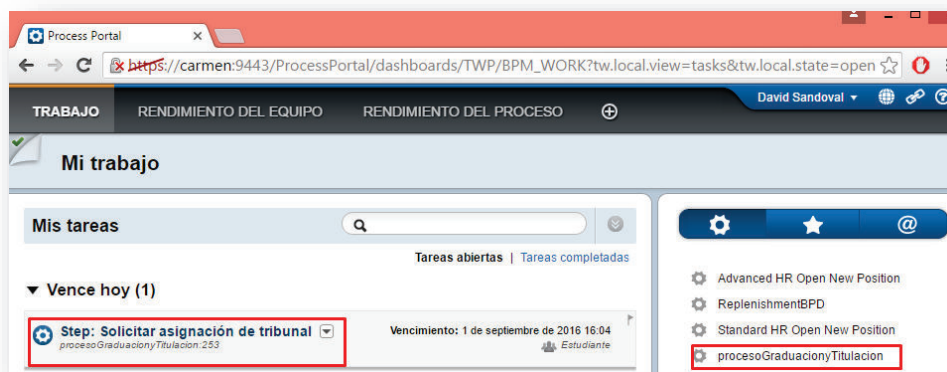 Process Portal
https://carmen:9443/ProcessPortal/dashboards/TWP/BPM_WORK?tw.local.view=tasks&tw.local.state=open
David Sandoval
TRABAJO RENDIMIENTO DEL EQUIPO RENDIMIENTO DEL PROCESO
Mi trabajo
Mis tareas
Tareas abiertas | Tareas completadas
Vence hoy (1)
Step: Solicitar asignación de tribunal
procesoGraduacionyTitulacion:253
Vencimiento: 1 de septiembre de 2016 16:04
Estudiante
@
Advanced HR Open New Position
ReplenishmentBPD
Standard HR Open New Position
procesoGraduacionyTitulacion